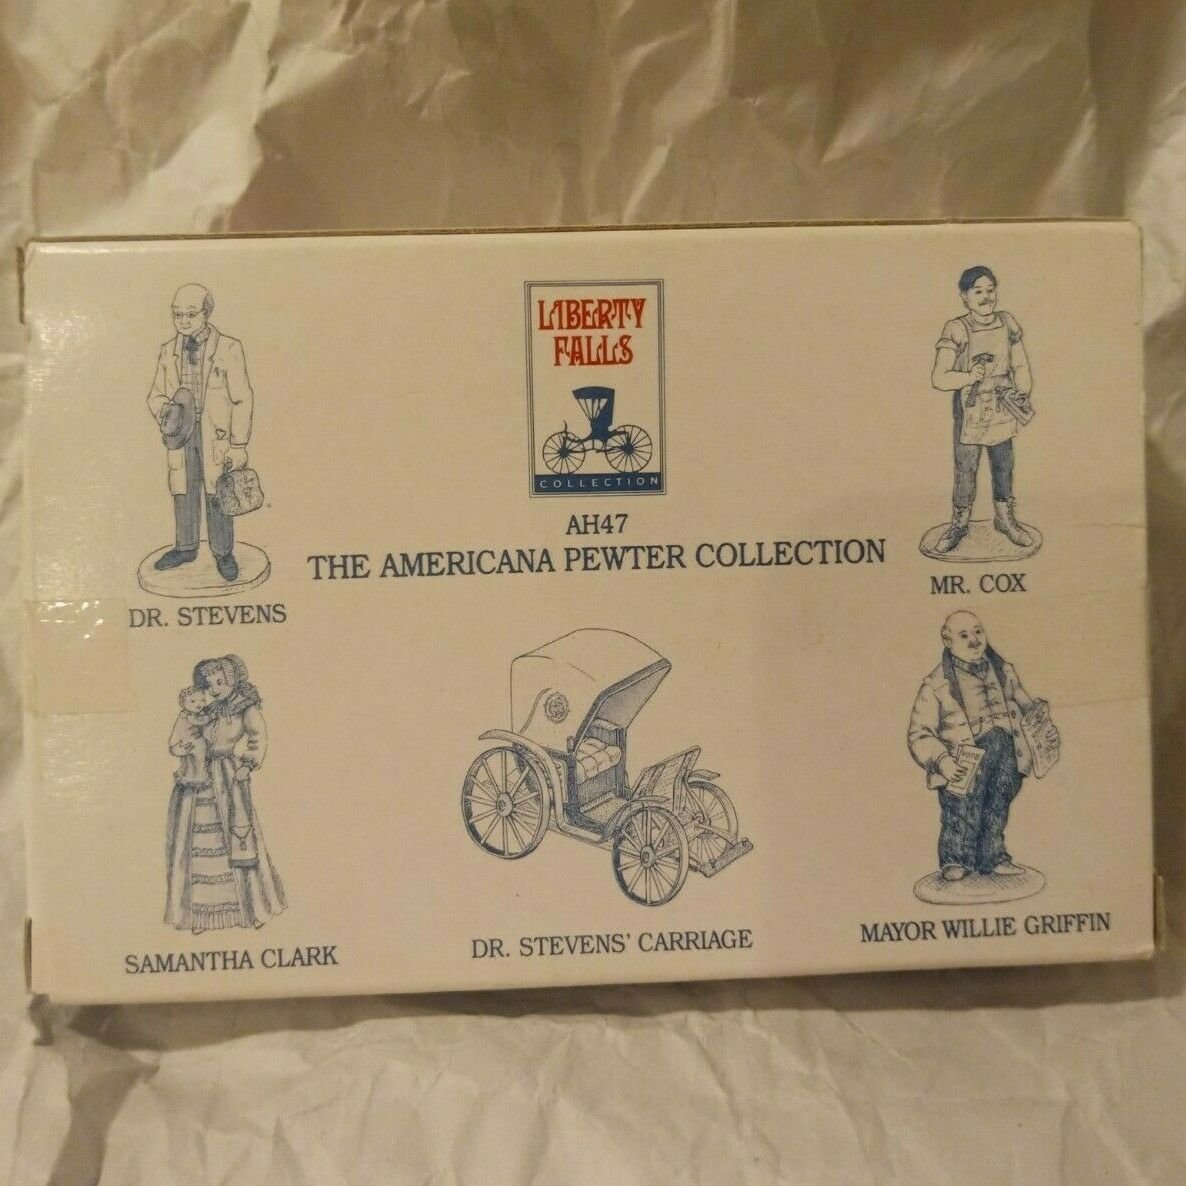 LIBERTY
FALLS
COLLECTION
AH47
THE AMERICANA PEWTER COLLECTION
DR. STEVENS
MR. COX
SAMANTHA CLARK
DR. STEVENS' CARRIAGE
MAYOR WILLIE GRIFFIN